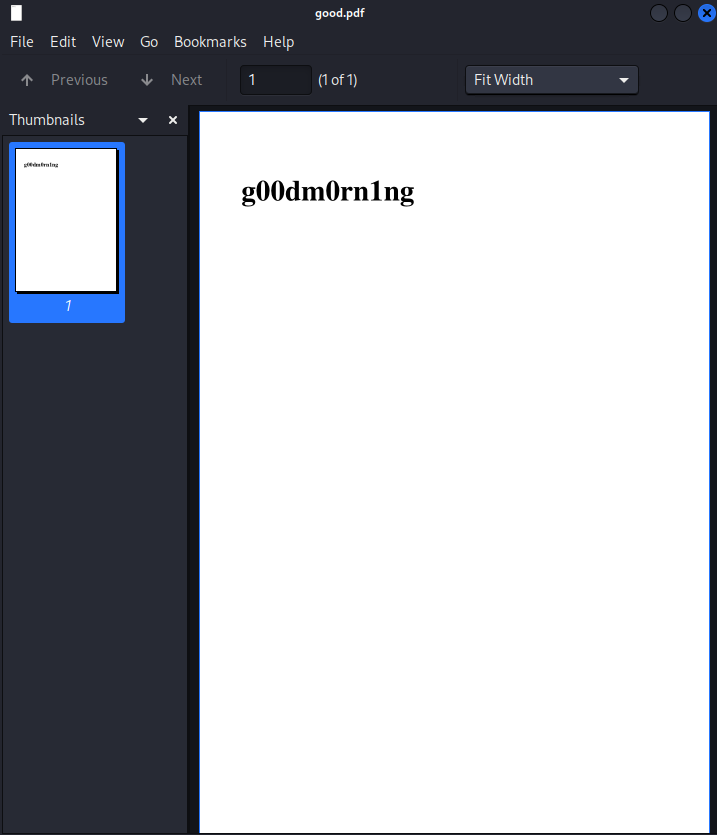 good.pdf
File Edit View Go Bookmarks Help
Previous Next 1 (1 of 1) Fit Width
Thumbnails
g00dm0rn1ng
1
g00dm0rn1ng